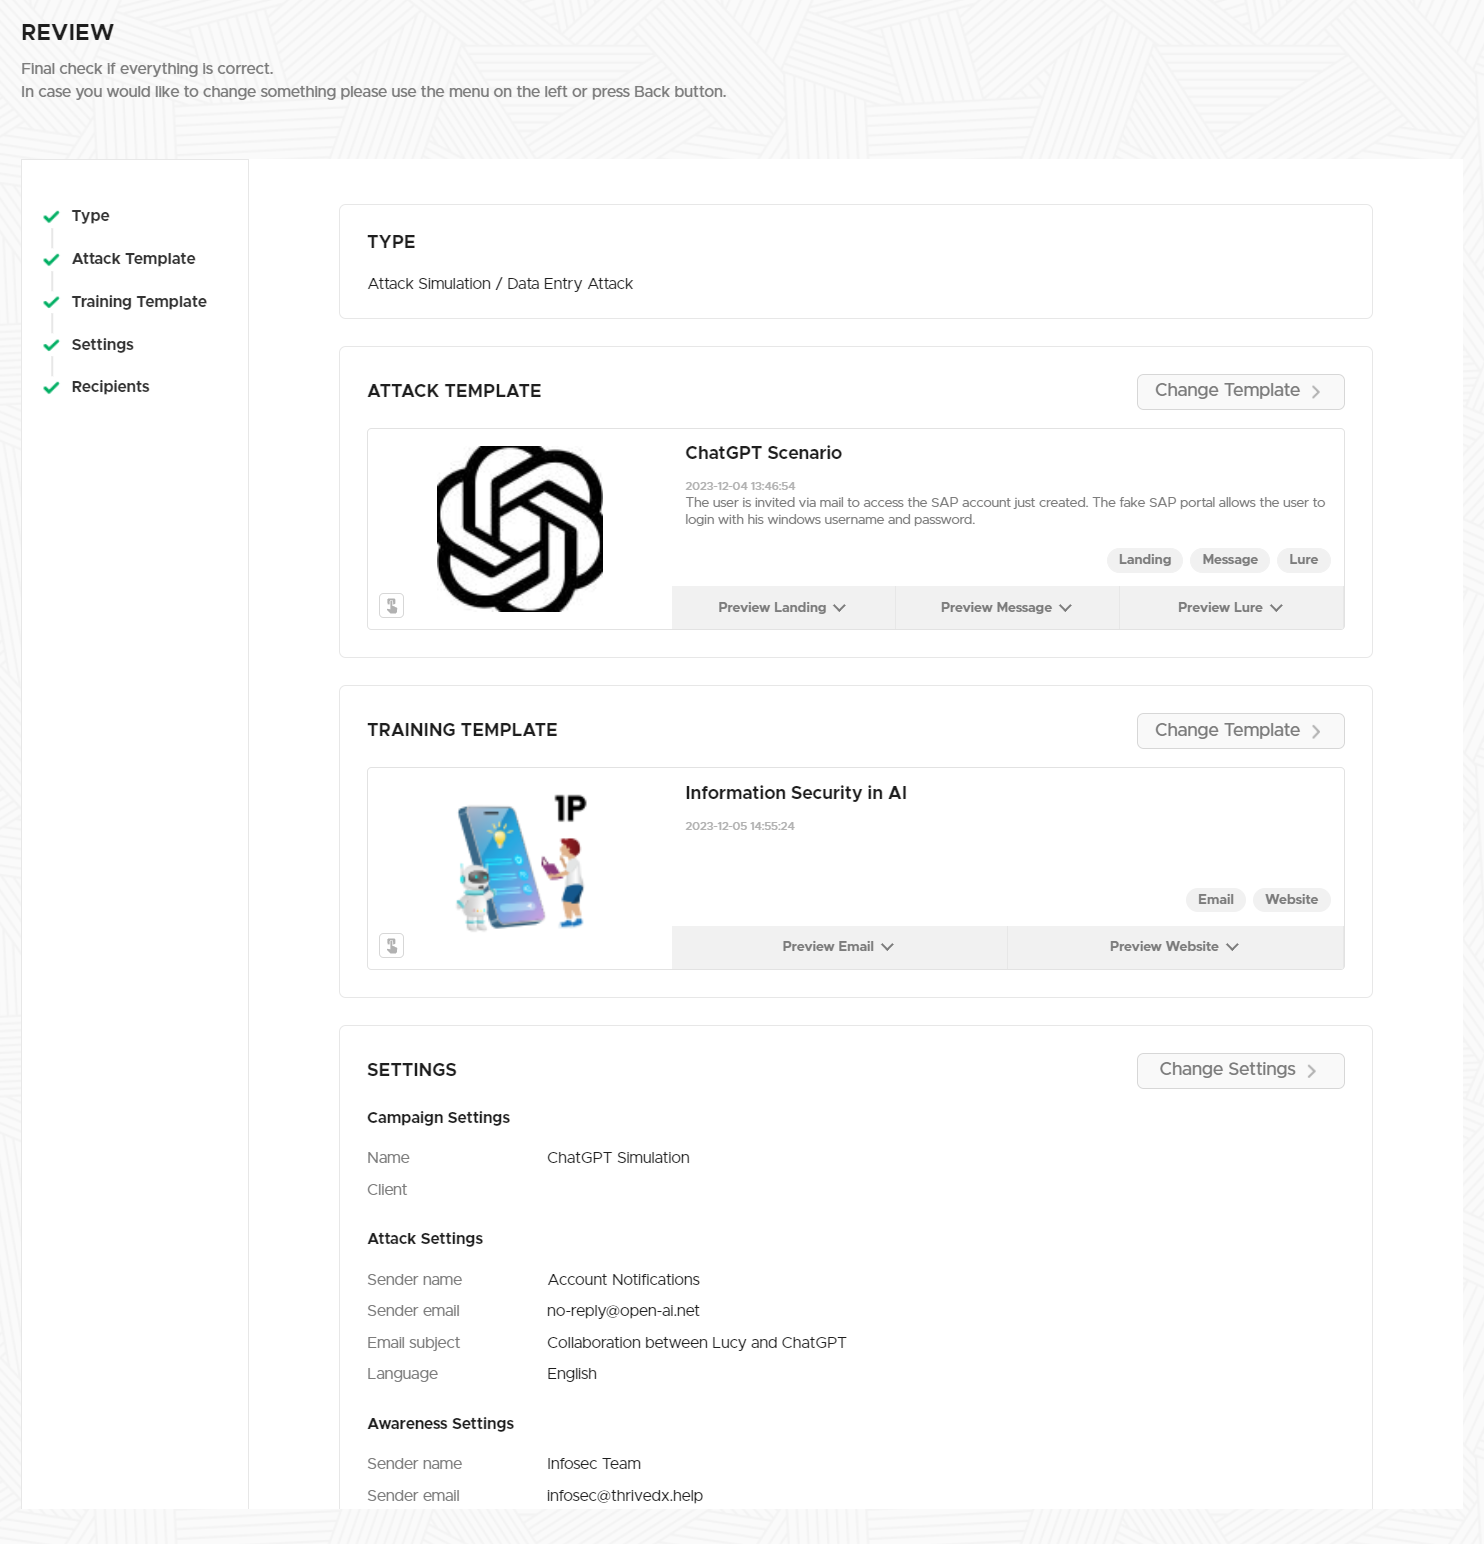 REVIEW
Final check if everything is correct.
In case you would like to change something please use the menu on the left or press Back button.
Type
Attack Template
Training Template
Settings
Recipients
TYPE
Attack Simulation / Data Entry Attack
ATTACK TEMPLATE
Change Template
ChatGPT Scenario
2023-12-04 13:46:54
The user is invited via mail to access the SAP account just created. The fake SAP portal allows the user to
login with his windows username and password.
Landing Message Lure
Preview Landing Preview Message Preview Lure
TRAINING TEMPLATE
Change Template
1P
Information Security in AI
2023-12-05 14:55:24
Email Website
Preview Email Preview Website
SETTINGS
Change Settings
Campaign Settings
Name ChatGPT Simulation
Client
Attack Settings
Sender name Account Notifications
Sender email no-reply@open-ai.net
Email subject Collaboration between Lucy and ChatGPT
Language English
Awareness Settings
Sender name Infosec Team
Sender email infosec@thrivedx.help